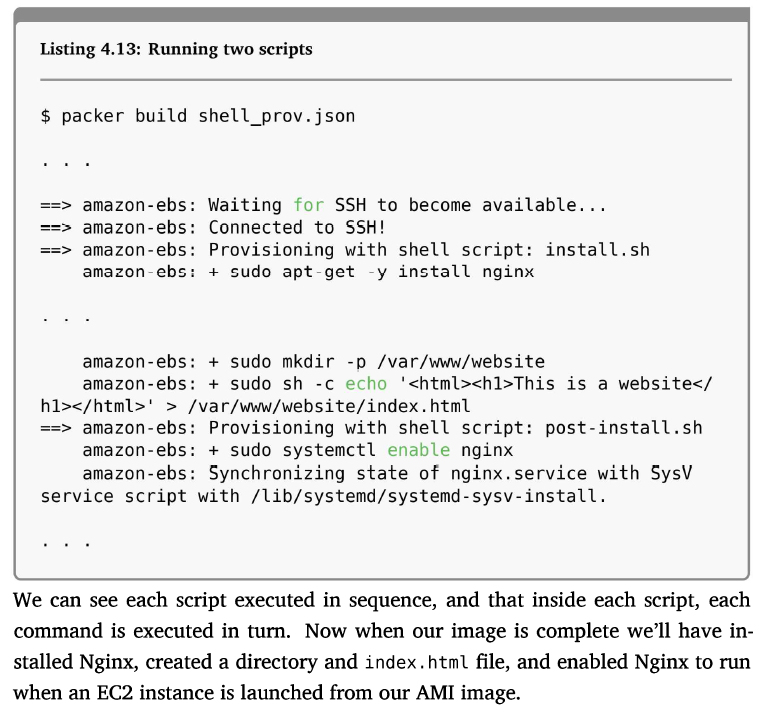 Listing 4.13: Running two scripts
$ packer build shell_prov.json
. . .
==> amazon-ebs: Waiting for SSH to become available...
==> amazon-ebs: Connected to SSH!
==> amazon-ebs: Provisioning with shell script: install.sh
    amazon-ebs: + sudo apt-get -y install nginx
. . .
    amazon-ebs: + sudo mkdir -p /var/www/website
    amazon-ebs: + sudo sh -c echo '<html><h1>This is a website</
h1></html>' > /var/www/website/index.html
==> amazon-ebs: Provisioning with shell script: post-install.sh
    amazon-ebs: + sudo systemctl enable nginx
    amazon-ebs: Synchronizing state of nginx.service with SysV
service script with /lib/systemd/systemd-sysv-install.
. . .
We can see each script executed in sequence, and that inside each script, each
command is executed in turn. Now when our image is complete we'll have in-
stalled Nginx, created a directory and index.html file, and enabled Nginx to run
when an EC2 instance is launched from our AMI image.